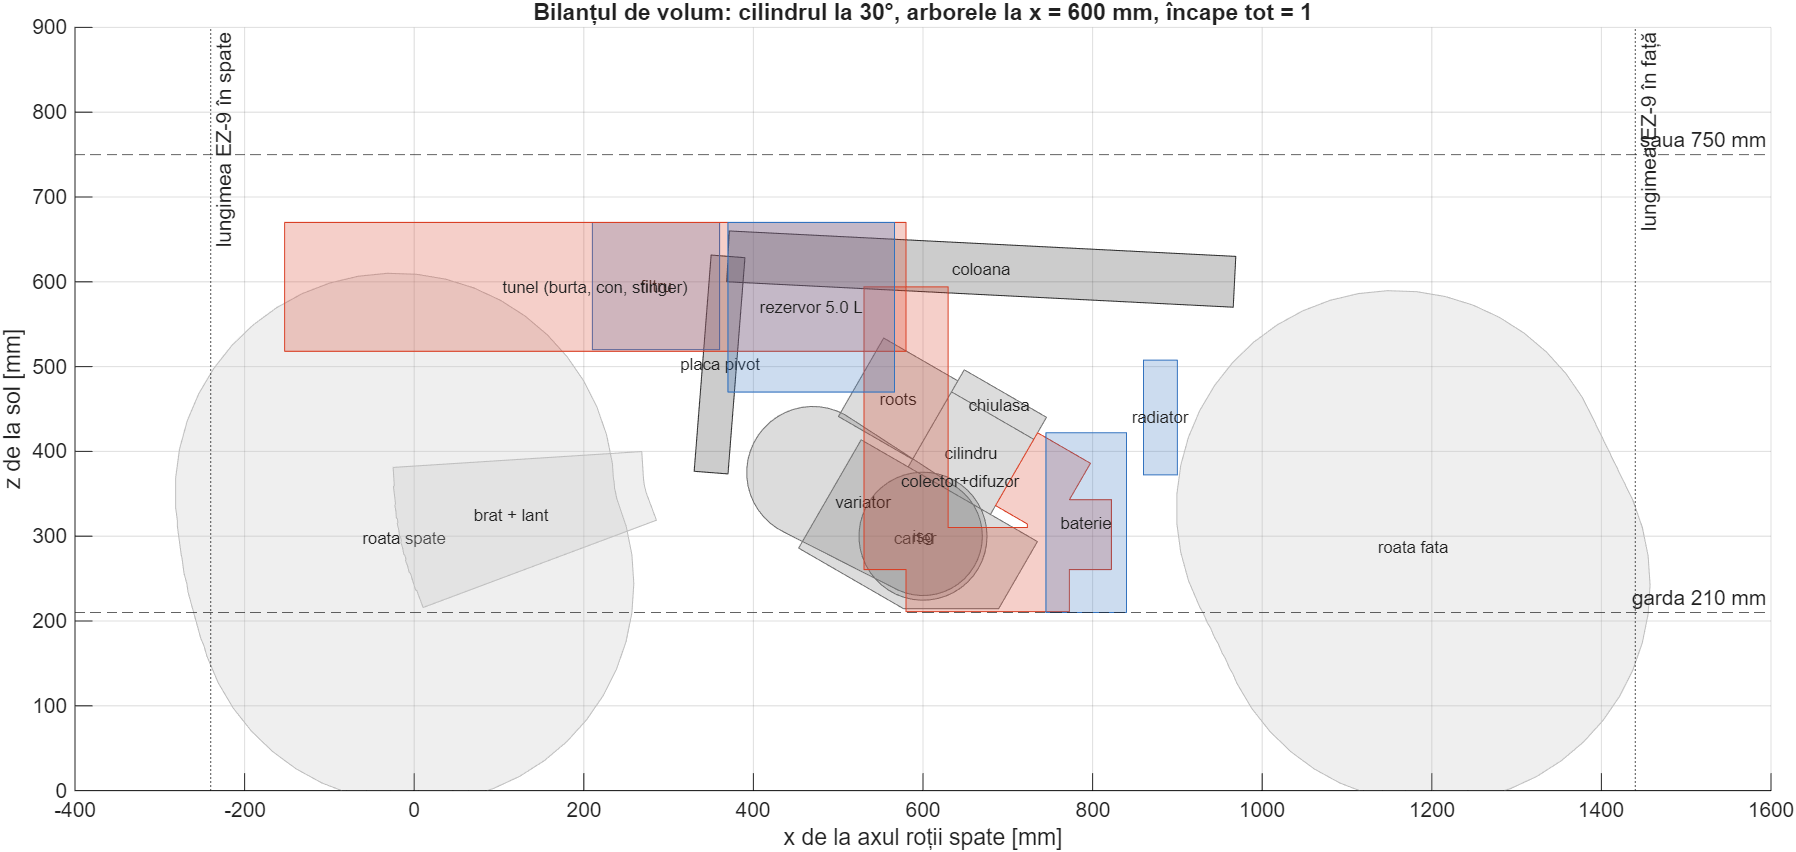 Bilanțul de volum: cilindrul la 30°, arborele la x = 600 mm, încape tot = 1
900
800
700
600
500
400
300
200
100
0
z de la sol [mm]
lungimea EZ-9 în spate
lungimea EZ-9 în față
șaua 750 mm
coloana
tunel (burta, con, stinger)
filtru
rezervor 5.0 L
placa pivot
roots
chiulasa
radiator
cilindru
colector+difuzor
variator
baterie
brat + lant
roata spate
carter
isg
roata fata
garda 210 mm
-400
-200
0
200
400
600
800
1000
1200
1400
1600
x de la axul roții spate [mm]